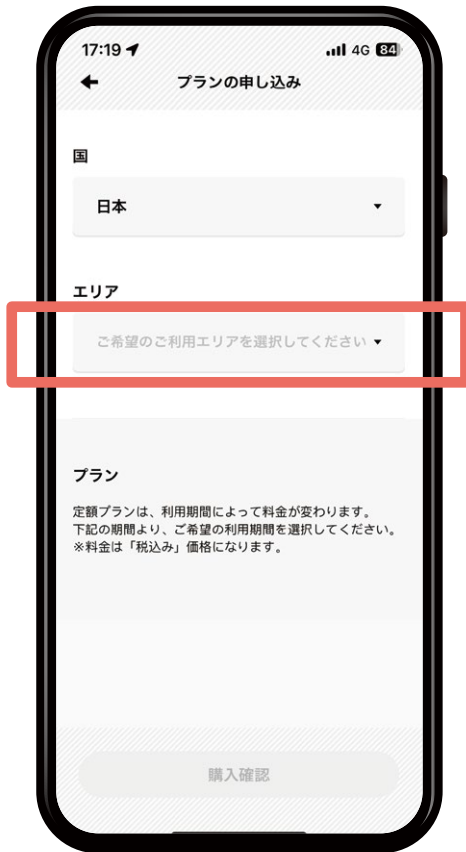 17:19
4G 84
プランの申し込み
国
日本
エリア
ご希望のご利用エリアを選択してください
プラン
定額プランは、利用期間によって料金が変わります。
下記の期間より、ご希望の利用期間を選択してください。
※料金は「税込み」価格になります。
購入確認